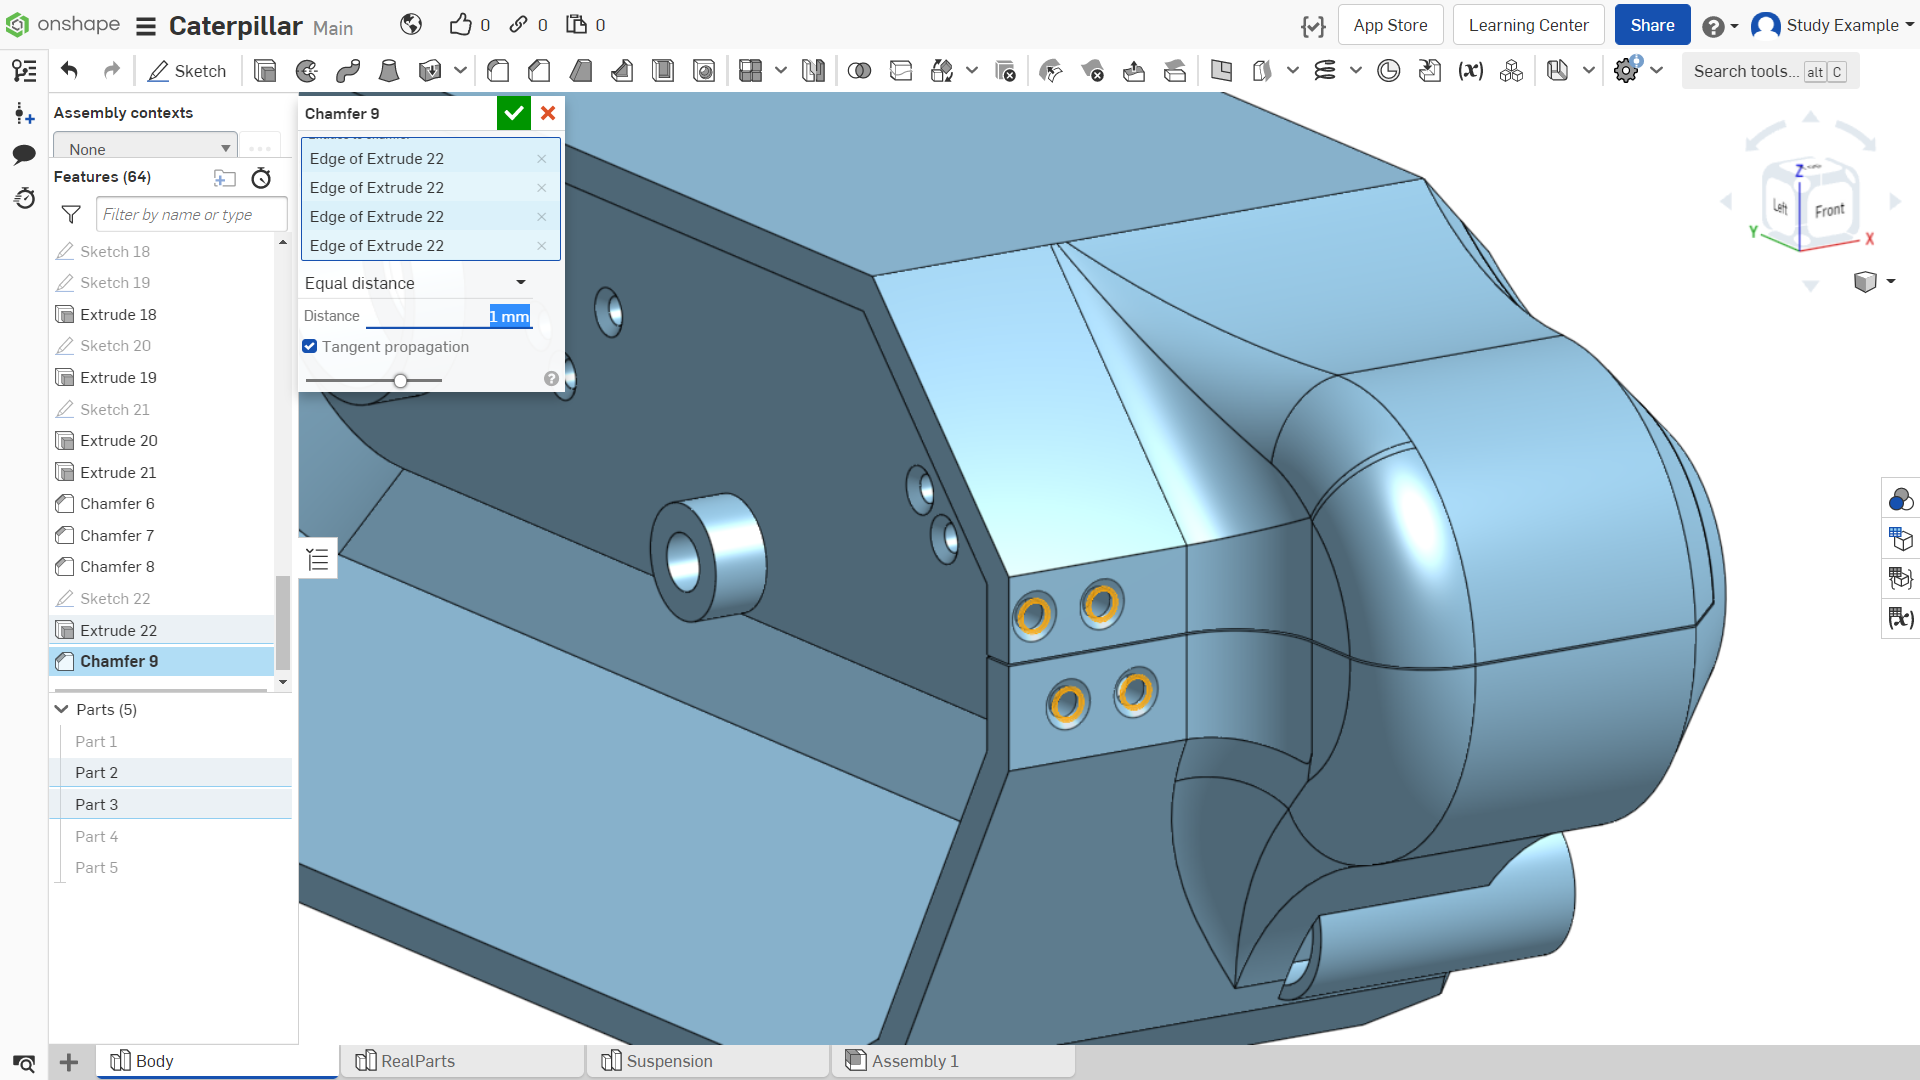 onshape
Caterpillar Main
0
0
0
App Store
Learning Center
Share
Study Example
Sketch
Search tools... alt C
Assembly contexts
None
Features (64)
Filter by name or type
Sketch 18
Sketch 19
Extrude 18
Sketch 20
Extrude 19
Sketch 21
Extrude 20
Extrude 21
Chamfer 6
Chamfer 7
Chamfer 8
Sketch 22
Extrude 22
Chamfer 9
Parts (5)
Part 1
Part 2
Part 3
Part 4
Part 5
Chamfer 9
Edge of Extrude 22
Edge of Extrude 22
Edge of Extrude 22
Edge of Extrude 22
Equal distance
Distance 1 mm
Tangent propagation
Z
Left
Front
Y
X
Body
RealParts
Suspension
Assembly 1